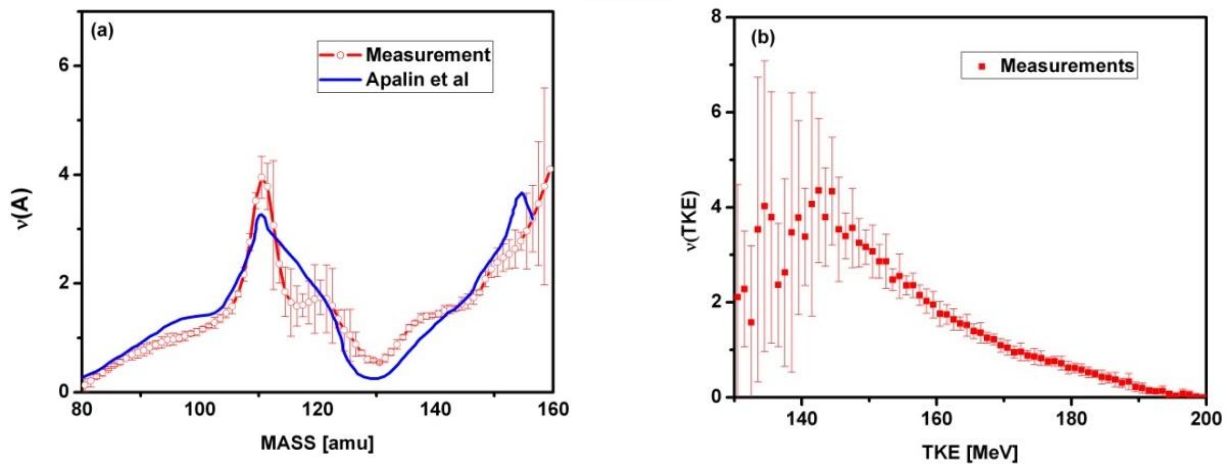 (a)
Measurement
Apalin et al
ν(A)
6
4
2
0
80
100
120
140
160
MASS [amu]
(b)
Measurements
ν(TKE)
8
6
4
2
0
140
160
180
200
TKE [MeV]